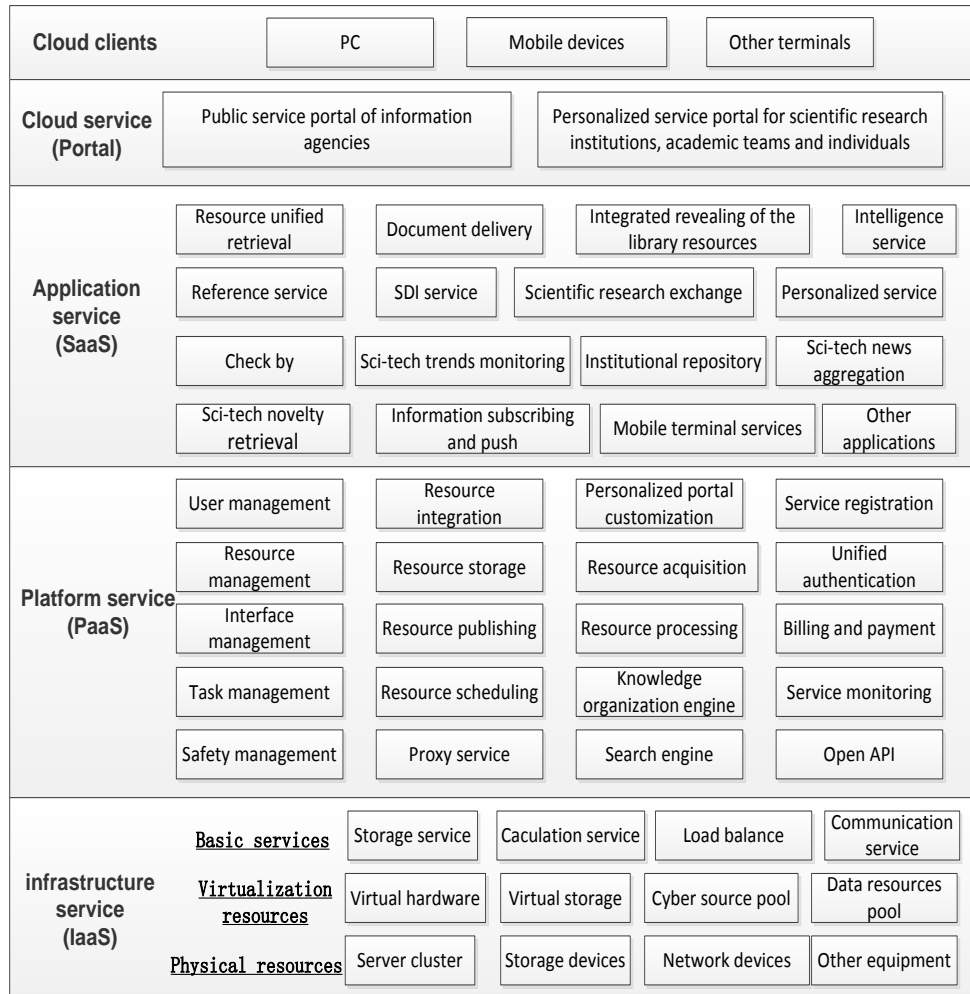 Cloud clients
PC
Mobile devices
Other terminals
Cloud service
(Portal)
Public service portal of information
agencies
Personalized service portal for scientific research
institutions, academic teams and individuals
Application
service
(SaaS)
Resource unified
retrieval
Document delivery
Integrated revealing of the
library resources
Intelligence
service
Reference service
SDI service
Scientific research exchange
Personalized service
Check by
Sci-tech trends monitoring
Institutional repository
Sci-tech news
aggregation
Sci-tech novelty
retrieval
Information subscribing
and push
Mobile terminal services
Other
applications
Platform service
(PaaS)
User management
Resource
integration
Personalized portal
customization
Service registration
Resource
management
Resource storage
Resource acquisition
Unified
authentication
Interface
management
Resource publishing
Resource processing
Billing and payment
Task management
Resource scheduling
Knowledge
organization engine
Service monitoring
Safety management
Proxy service
Search engine
Open API
infrastructure
service
(IaaS)
Basic services
Storage service
Caculation service
Load balance
Communication
service
Virtualization
resources
Virtual hardware
Virtual storage
Cyber source pool
Data resources
pool
Physical resources
Server cluster
Storage devices
Network devices
Other equipment